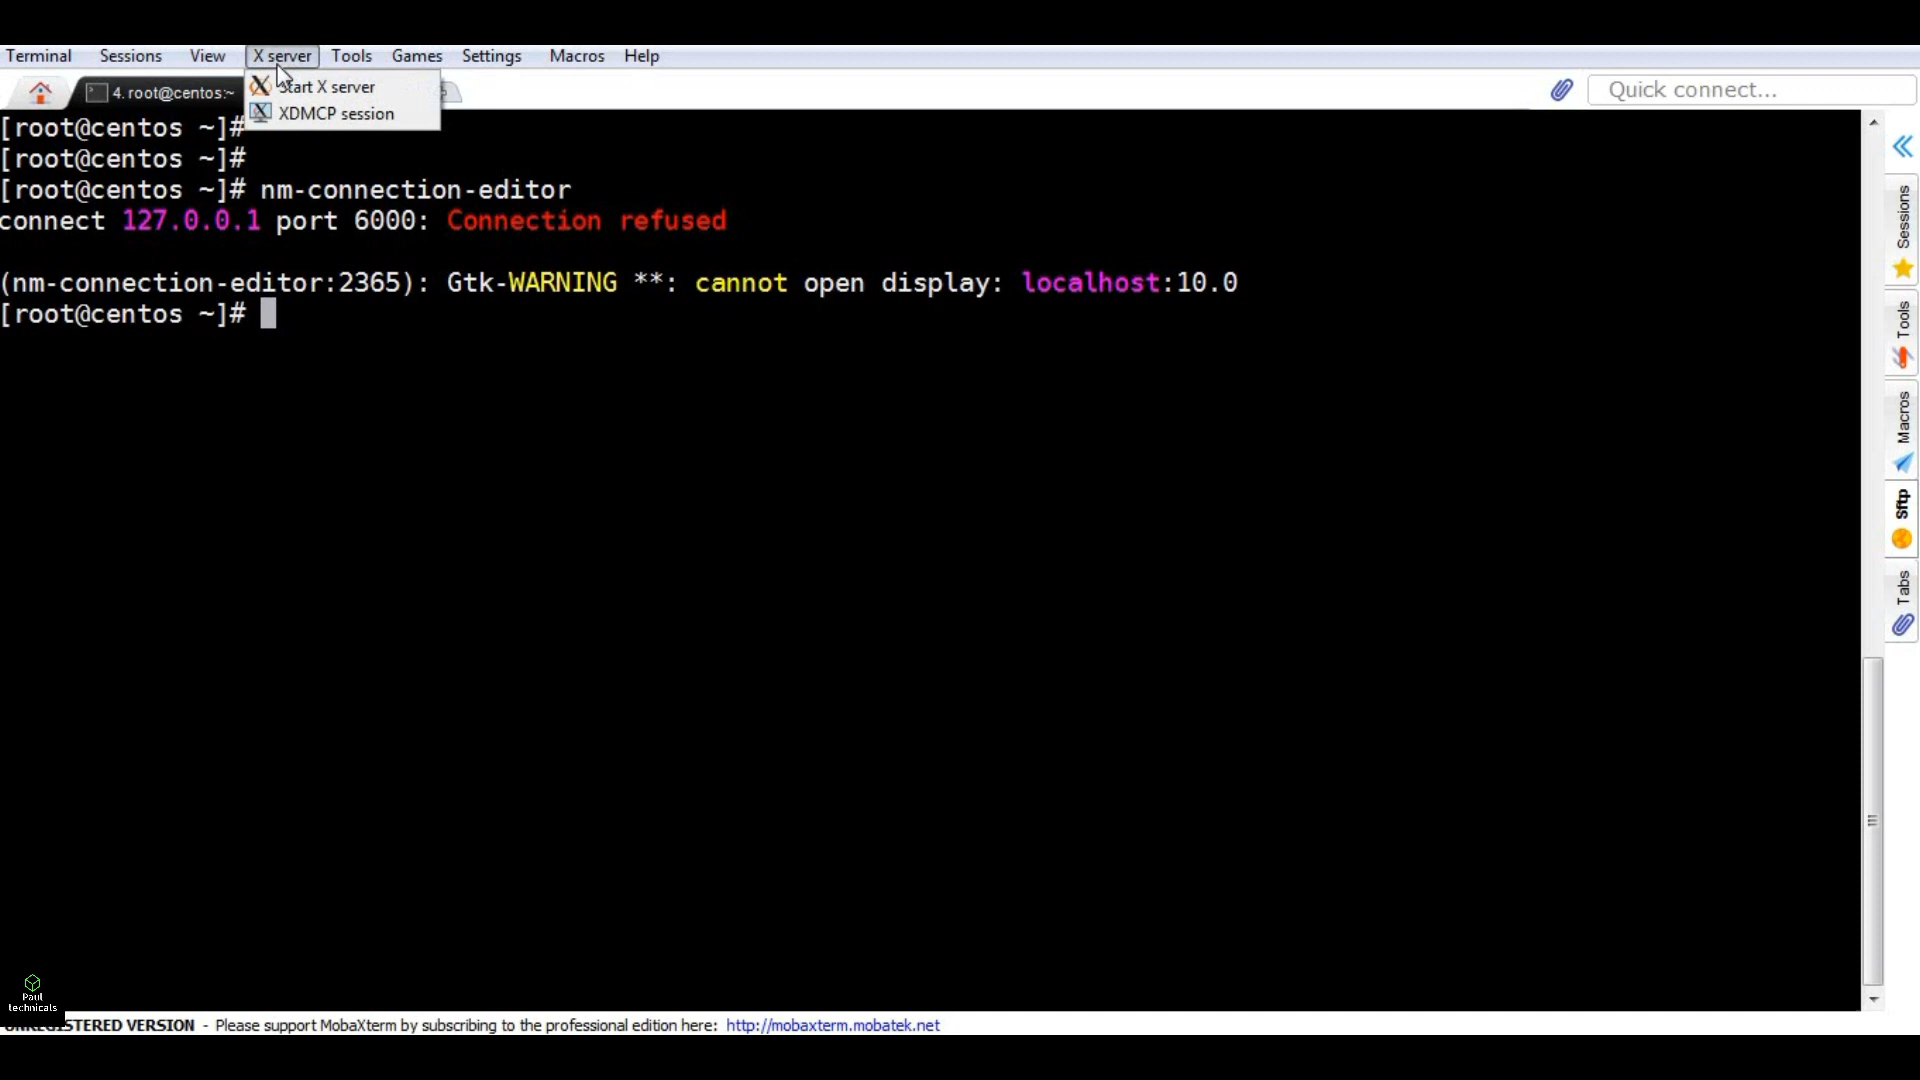 Terminal Sessions View X server Tools Games Settings Macros Help
4. root@centos:~
Quick connect...
Start X server
XDMCP session
[root@centos ~]#
[root@centos ~]#
[root@centos ~]# nm-connection-editor
connect 127.0.0.1 port 6000: Connection refused
(nm-connection-editor:2365): Gtk-WARNING **: cannot open display: localhost:10.0
[root@centos ~]#
Sessions
Tools
Macros
Sftp
Tabs
Paul
technicals
UNREGISTERED VERSION - Please support MobaXterm by subscribing to the professional edition here: http://mobaxterm.mobatek.net